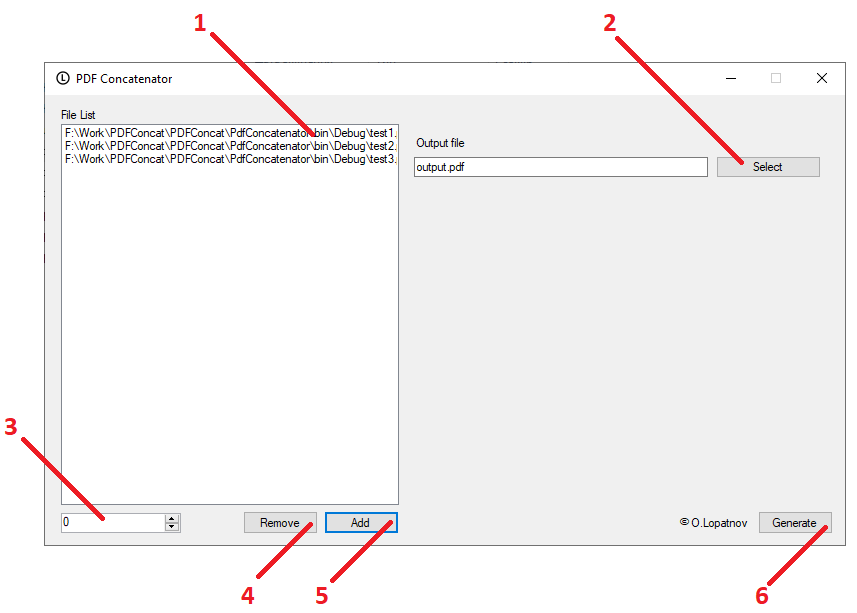 1
2
PDF Concatenator
File List
F:\Work\PDFConcat\PDFConcat\PdfConcatenator\bin\Debug\test1.
F:\Work\PDFConcat\PDFConcat\PdfConcatenator\bin\Debug\test2.
F:\Work\PDFConcat\PDFConcat\PdfConcatenator\bin\Debug\test3.
Output file
output.pdf
Select
3
0
Remove
Add
© O.Lopatnov
Generate
4
5
6